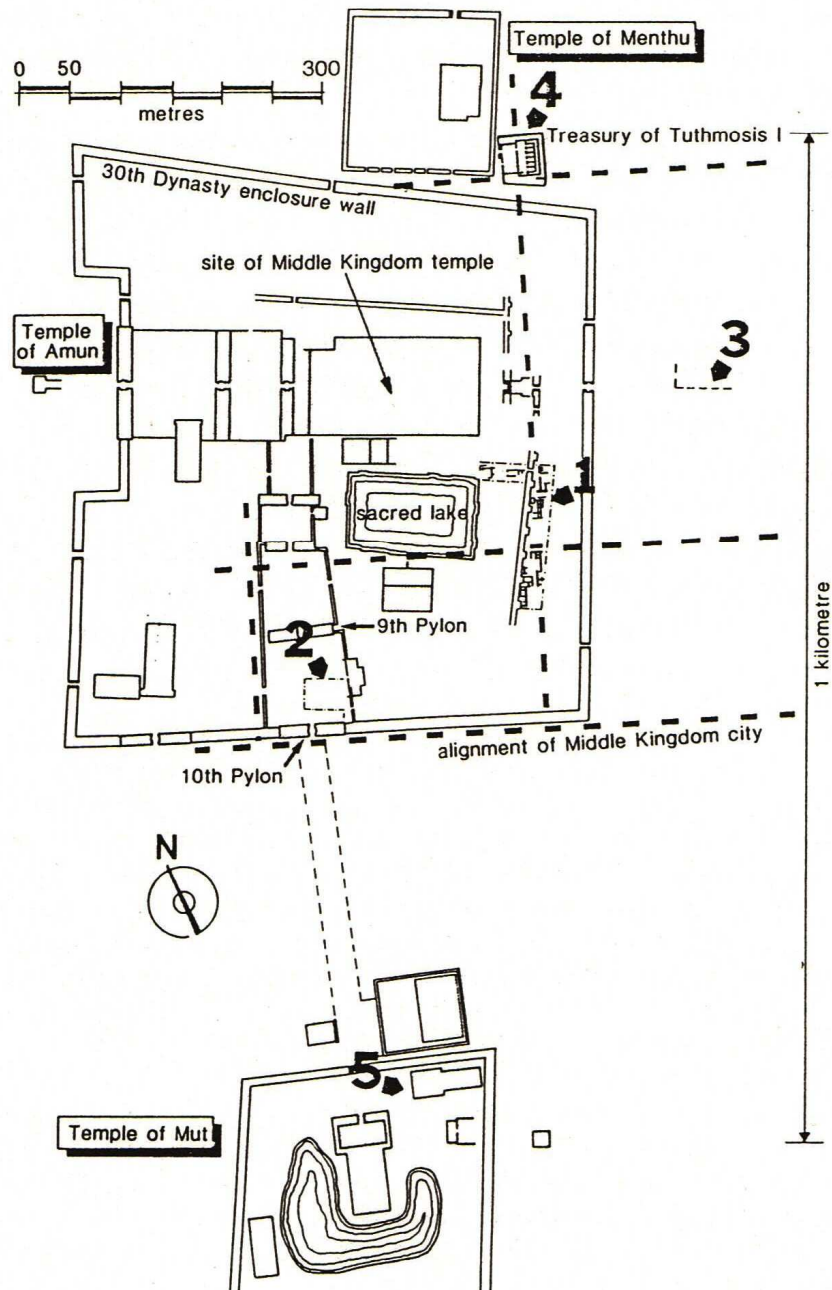 Temple of Menthu
0 50 300
metres
4
Treasury of Tuthmosis I
30th Dynasty enclosure wall
site of Middle Kingdom temple
Temple
of Amun
3
1
sacred lake
9th Pylon
2
1 kilometre
alignment of Middle Kingdom city
10th Pylon
N
5
Temple of Mut